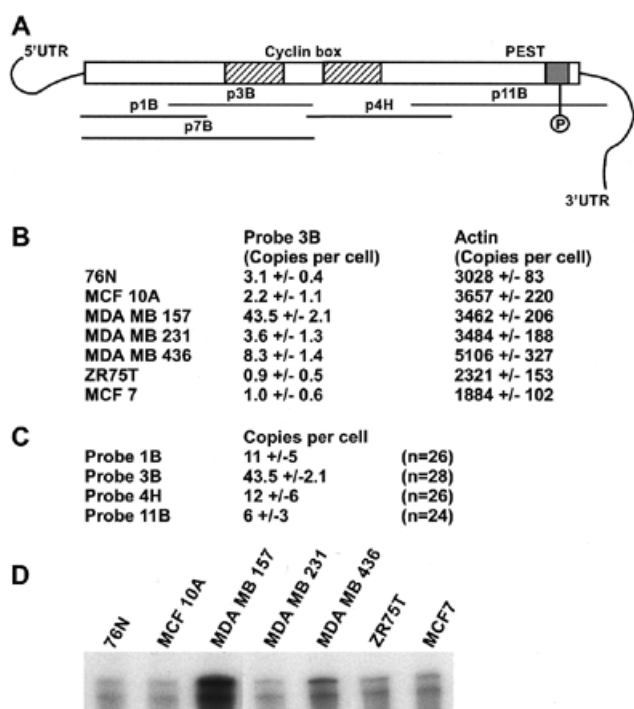 A
5'UTR
Cyclin box
PEST
p3B
p11B
p1B
p4H
p7B
P
3'UTR
B
Probe 3B Actin
(Copies per cell) (Copies per cell)
76N 3.1 +/- 0.4 3028 +/- 83
MCF 10A 2.2 +/- 1.1 3657 +/- 220
MDA MB 157 43.5 +/- 2.1 3462 +/- 206
MDA MB 231 3.6 +/- 1.3 3484 +/- 188
MDA MB 436 8.3 +/- 1.4 5106 +/- 327
ZR75T 0.9 +/- 0.5 2321 +/- 153
MCF 7 1.0 +/- 0.6 1884 +/- 102
C
Copies per cell
Probe 1B 11 +/-5 (n=26)
Probe 3B 43.5 +/-2.1 (n=28)
Probe 4H 12 +/-6 (n=26)
Probe 11B 6 +/-3 (n=24)
D
76N
MCF 10A
MDA MB 157
MDA MB 231
MDA MB 436
ZR75T
MCF7